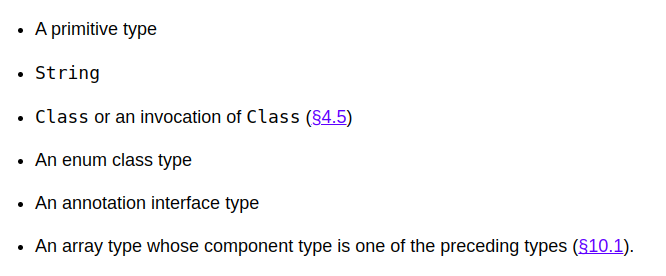 • A primitive type
• String
• Class or an invocation of Class (§4.5)
• An enum class type
• An annotation interface type
• An array type whose component type is one of the preceding types (§10.1).